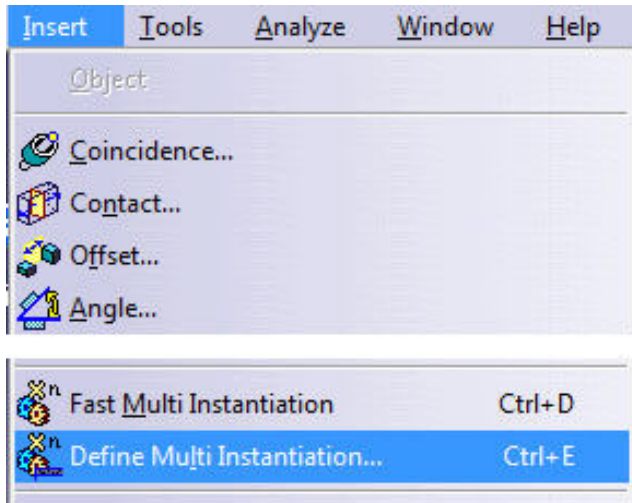 Insert Tools Analyze Window Help
Object
Coincidence...
Contact...
Offset...
Angle...
Fast Multi Instantiation Ctrl+D
Define Multi Instantiation... Ctrl+E